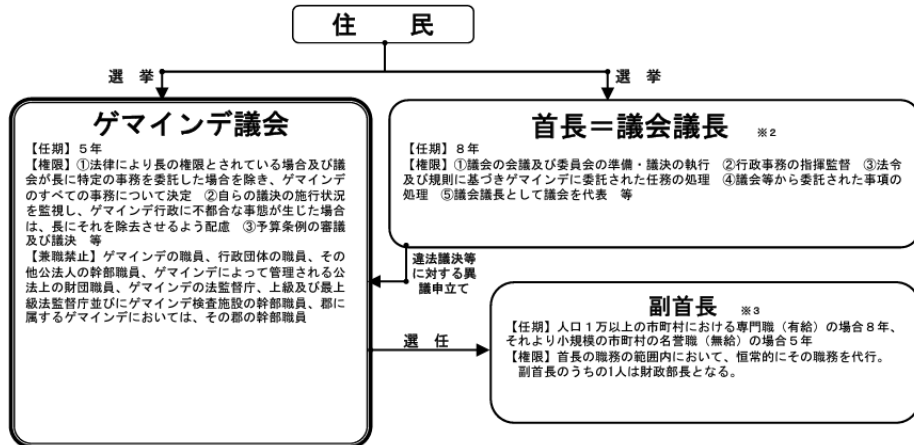 住　民
選 挙
選 挙
ゲマインデ議会
【任期】５年
【権限】①法律により長の権限とされている場合及び議
会が長に特定の事務を委託した場合を除き、ゲマインデ
のすべての事務について決定　②自らの議決の施行状況
を監視し、ゲマインデ行政に不都合な事態が生じた場合
は、長にそれを除去させるよう配慮　③予算条例の審議
及び議決　等
【兼職禁止】ゲマインデの職員、行政団体の職員、その
他公法人の幹部職員、ゲマインデによって管理される公
法上の財団職員、ゲマインデの法監督庁、上級及び最上
級法監督庁並びにゲマインデ検査施設の幹部職員、郡に
属するゲマインデにおいては、その郡の幹部職員
首長＝議会議長　※２
【任期】８年
【権限】①議会の会議及び委員会の準備・議決の執行　②行政事務の指揮監督　③法令
及び規則に基づきゲマインデに委託された任務の処理　④議会等から委託された事項の
処理　⑤議会議長として議会を代表　等
違法議決等
に対する異
議申立て
選 任
副首長　※３
【任期】人口１万以上の市町村における専門職（有給）の場合８年、
それより小規模の市町村の名誉職（無給）の場合５年
【権限】首長の職務の範囲内において、恒常的にその職務を代行。
副首長のうちの1人は財政部長となる。